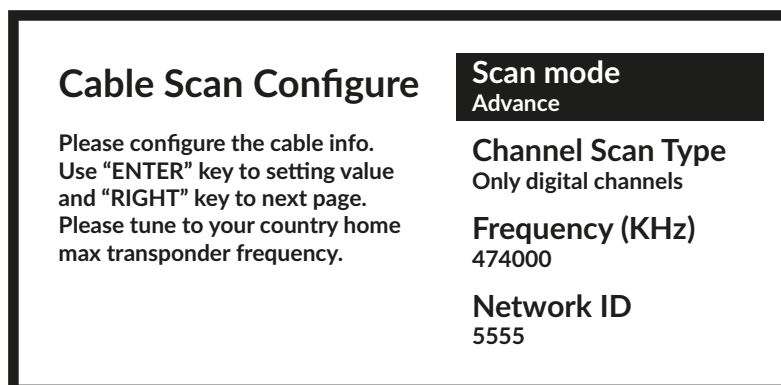 Cable Scan Configure
Please configure the cable info.
Use “ENTER” key to setting value
and “RIGHT” key to next page.
Please tune to your country home
max transponder frequency.
Scan mode
Advance
Channel Scan Type
Only digital channels
Frequency (KHz)
474000
Network ID
5555